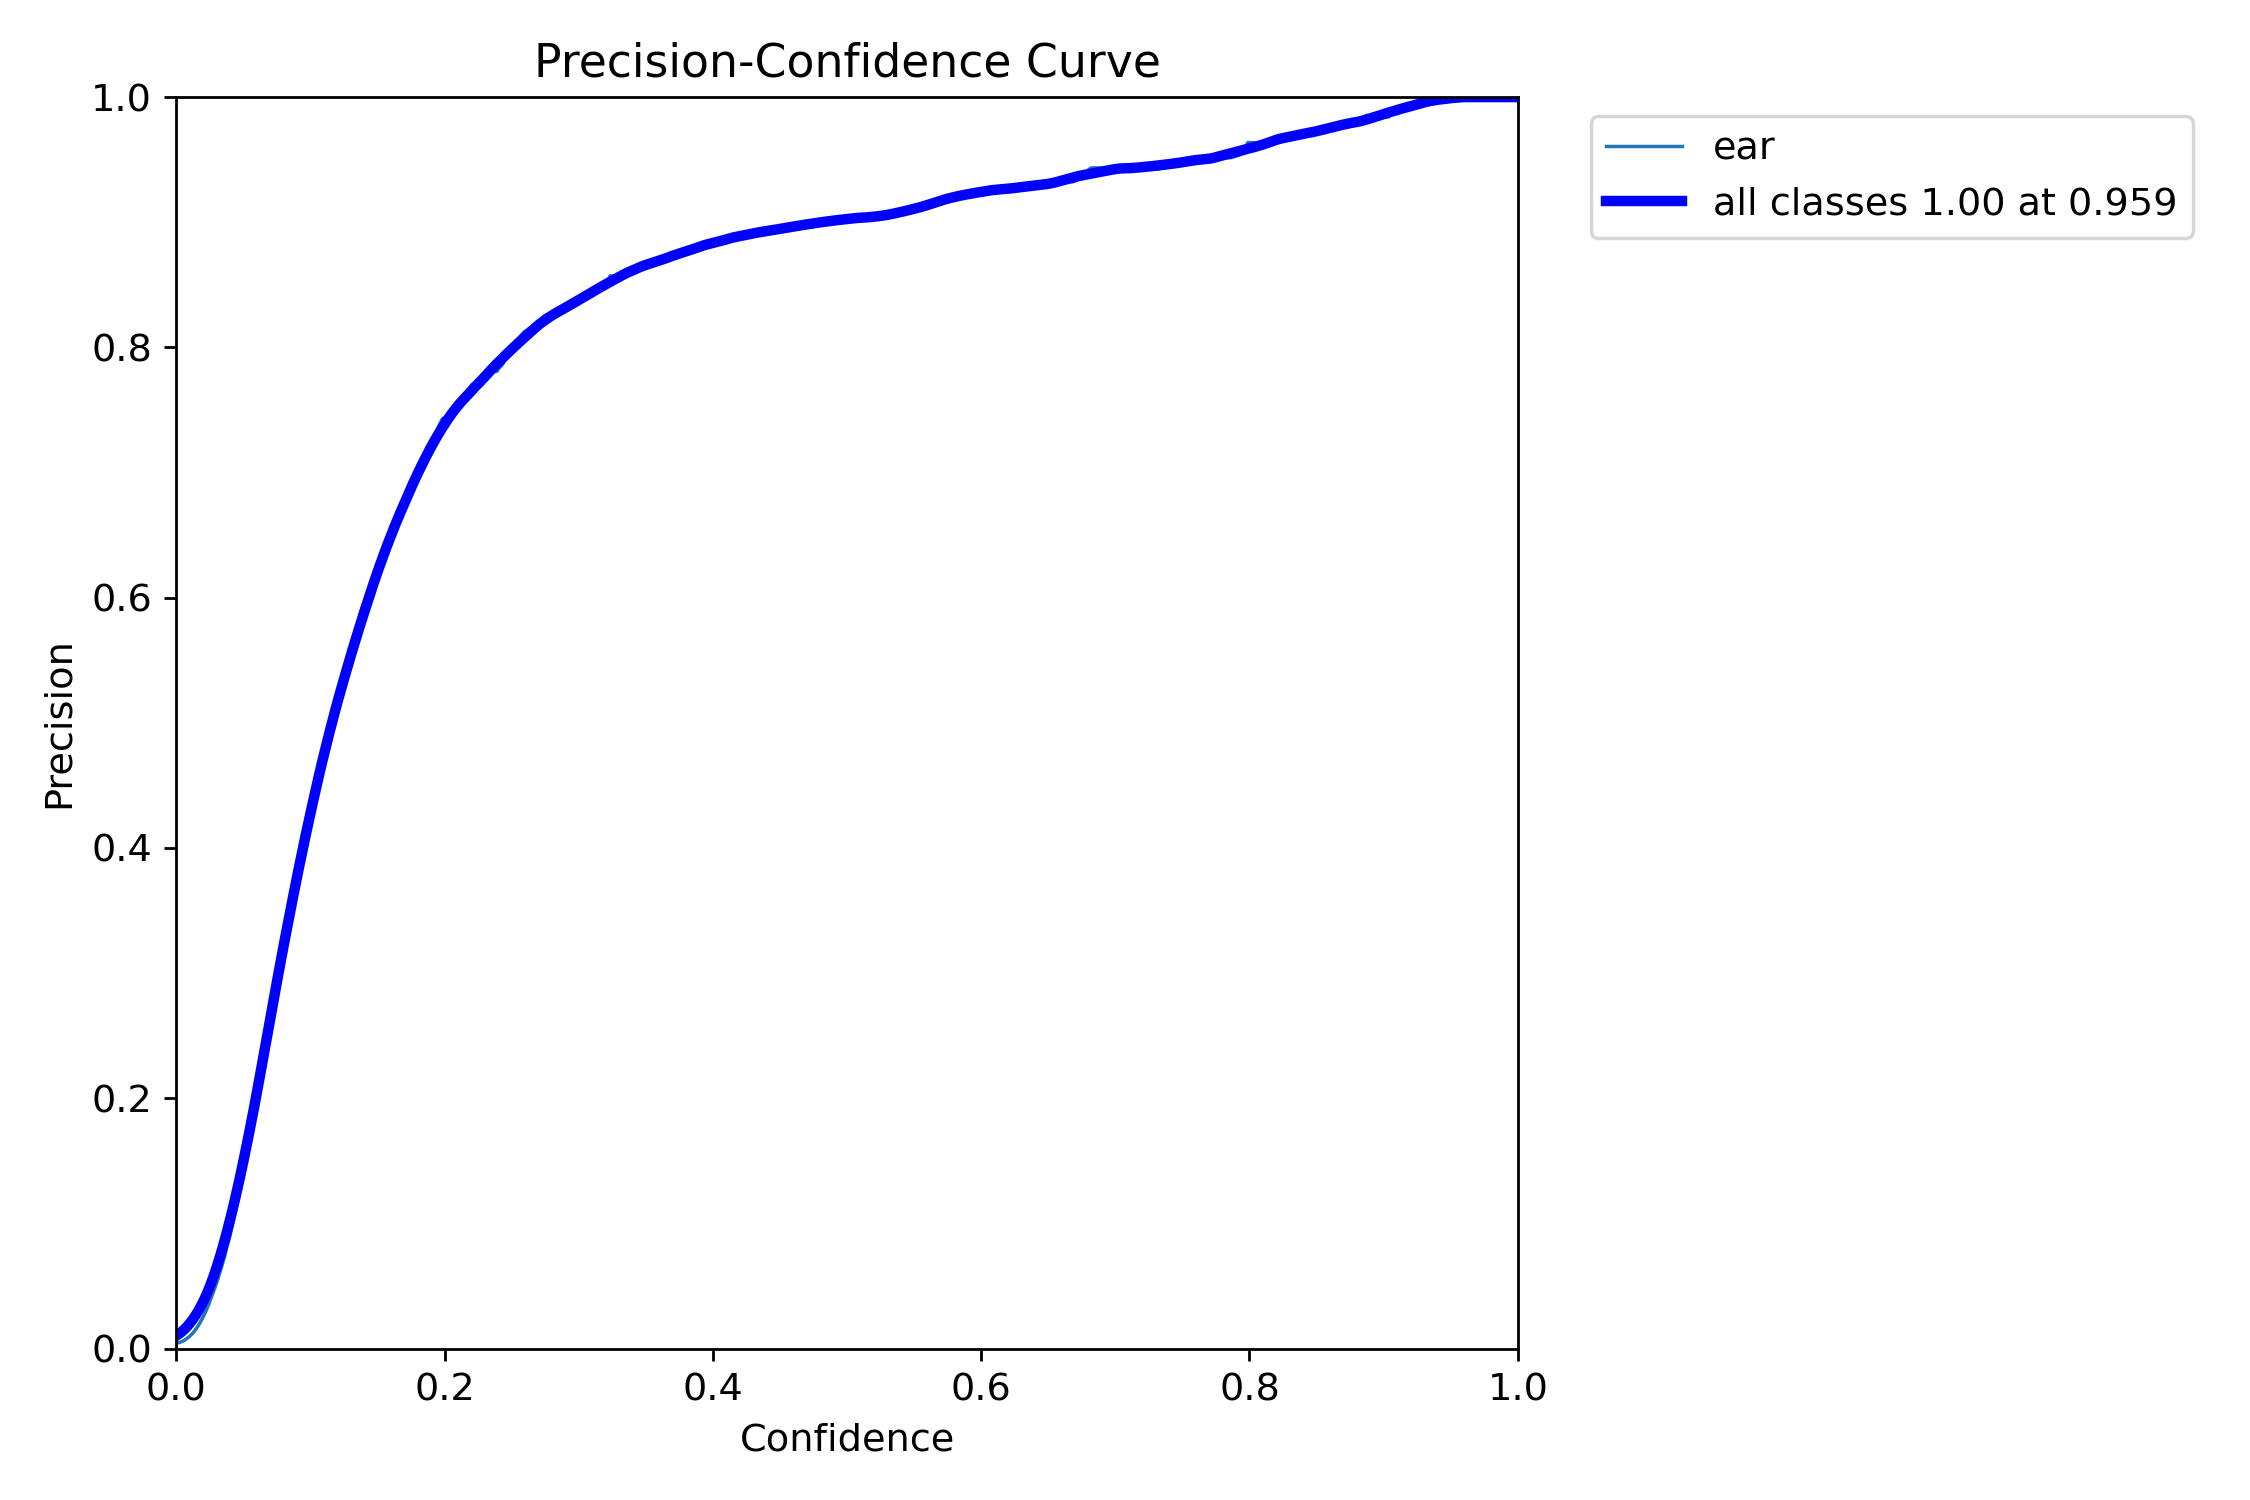 Precision-Confidence Curve
1.0
0.8
0.6
0.4
0.2
0.0
Precision
0.0 0.2 0.4 0.6 0.8 1.0
Confidence
ear
all classes 1.00 at 0.959